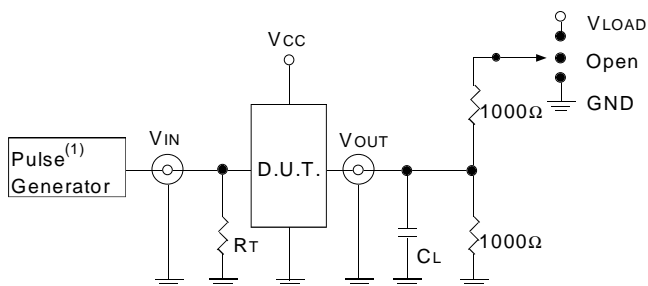 VLOAD
VCC
Open
1000Ω
GND
VIN
VOUT
Pulse(1)
Generator
D.U.T.
RT
CL
1000Ω